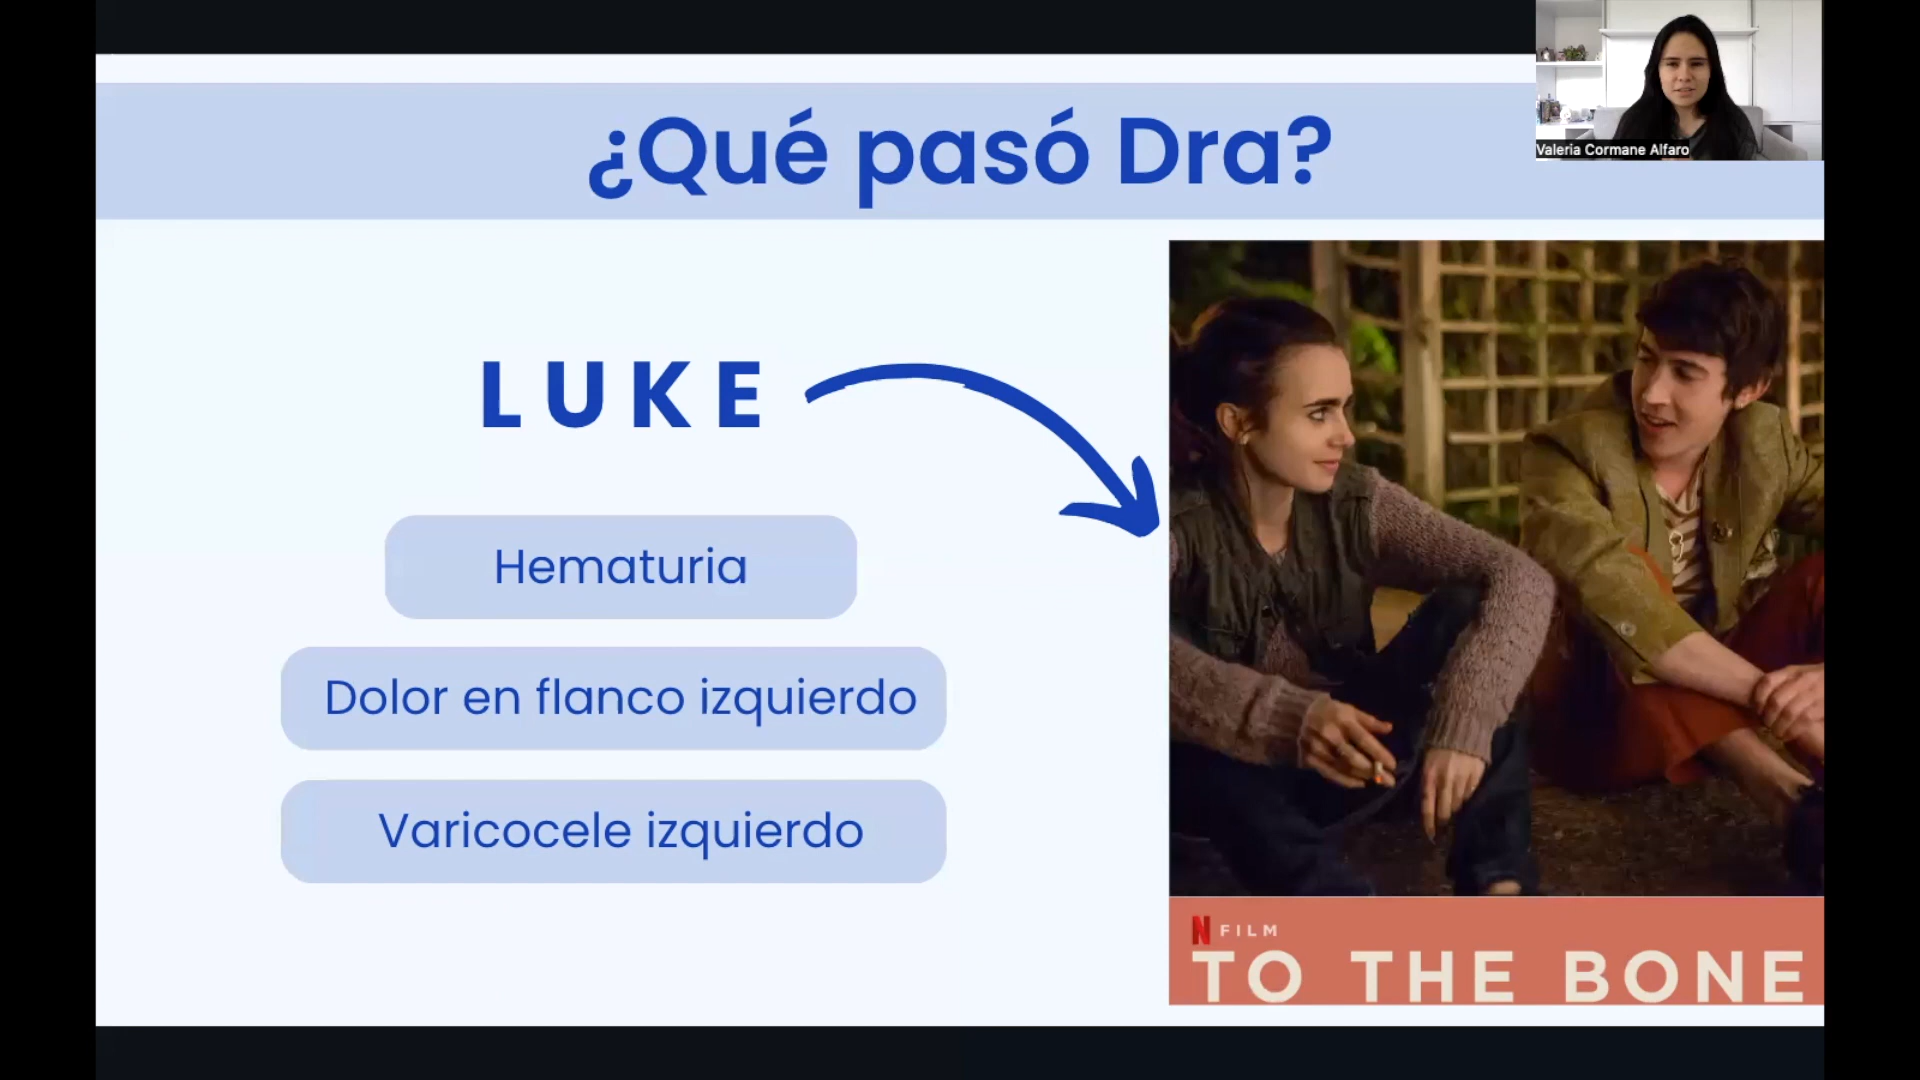 ¿Qué pasó Dra?
Valeria Cormane Alfaro
LUKE
Hematuria
Dolor en flanco izquierdo
Varicocele izquierdo
N FILM
TO THE BONE